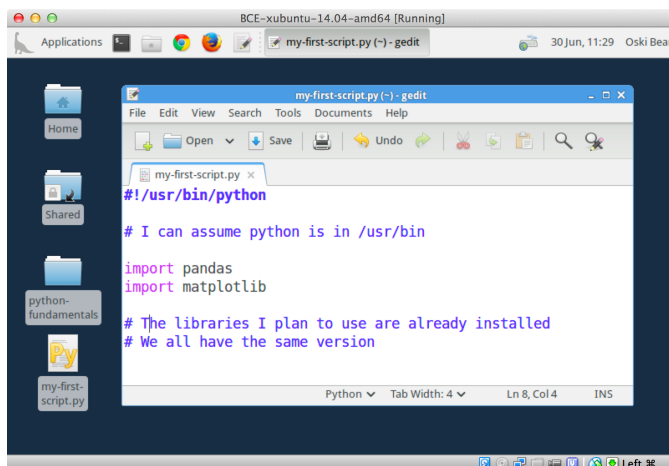 BCE-xubuntu-14.04-amd64 [Running]
Applications my-first-script.py (~) - gedit 30 Jun, 11:29 Oski Bea
my-first-script.py (~) - gedit
File Edit View Search Tools Documents Help
Open Save Undo
my-first-script.py ×
#!/usr/bin/python
# I can assume python is in /usr/bin
import pandas
import matplotlib
# The libraries I plan to use are already installed
# We all have the same version
Python Tab Width: 4 Ln 8, Col 4 INS
Home
Shared
python-
fundamentals
Py
my-first-
script.py
Left ⌘